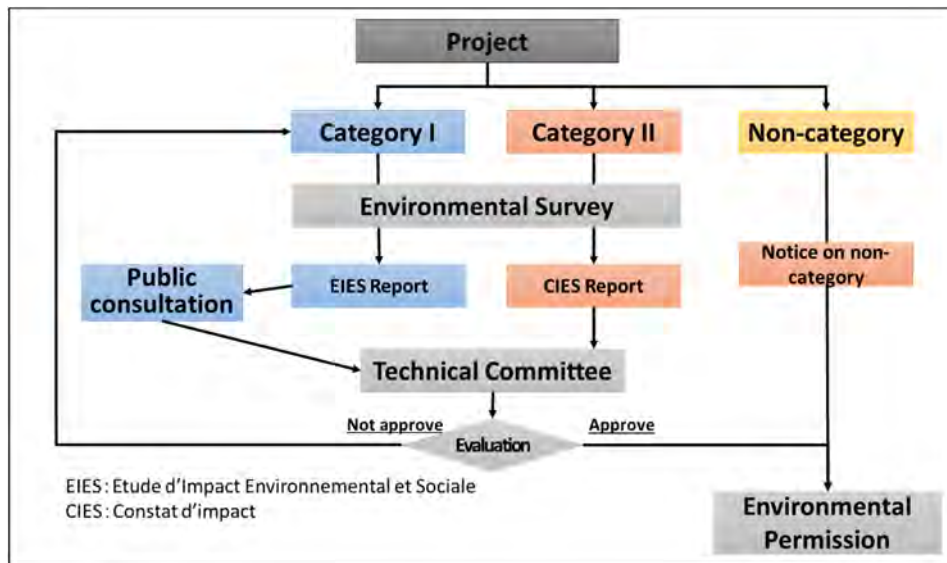 Project
Category I
Category II
Non-category
Environmental Survey
Notice on non-
category
Public
consultation
EIES Report
CIES Report
Technical Committee
Not approve
Evaluation
Approve
EIES : Etude d'Impact Environnemental et Sociale
CIES : Constat d'impact
Environmental
Permission